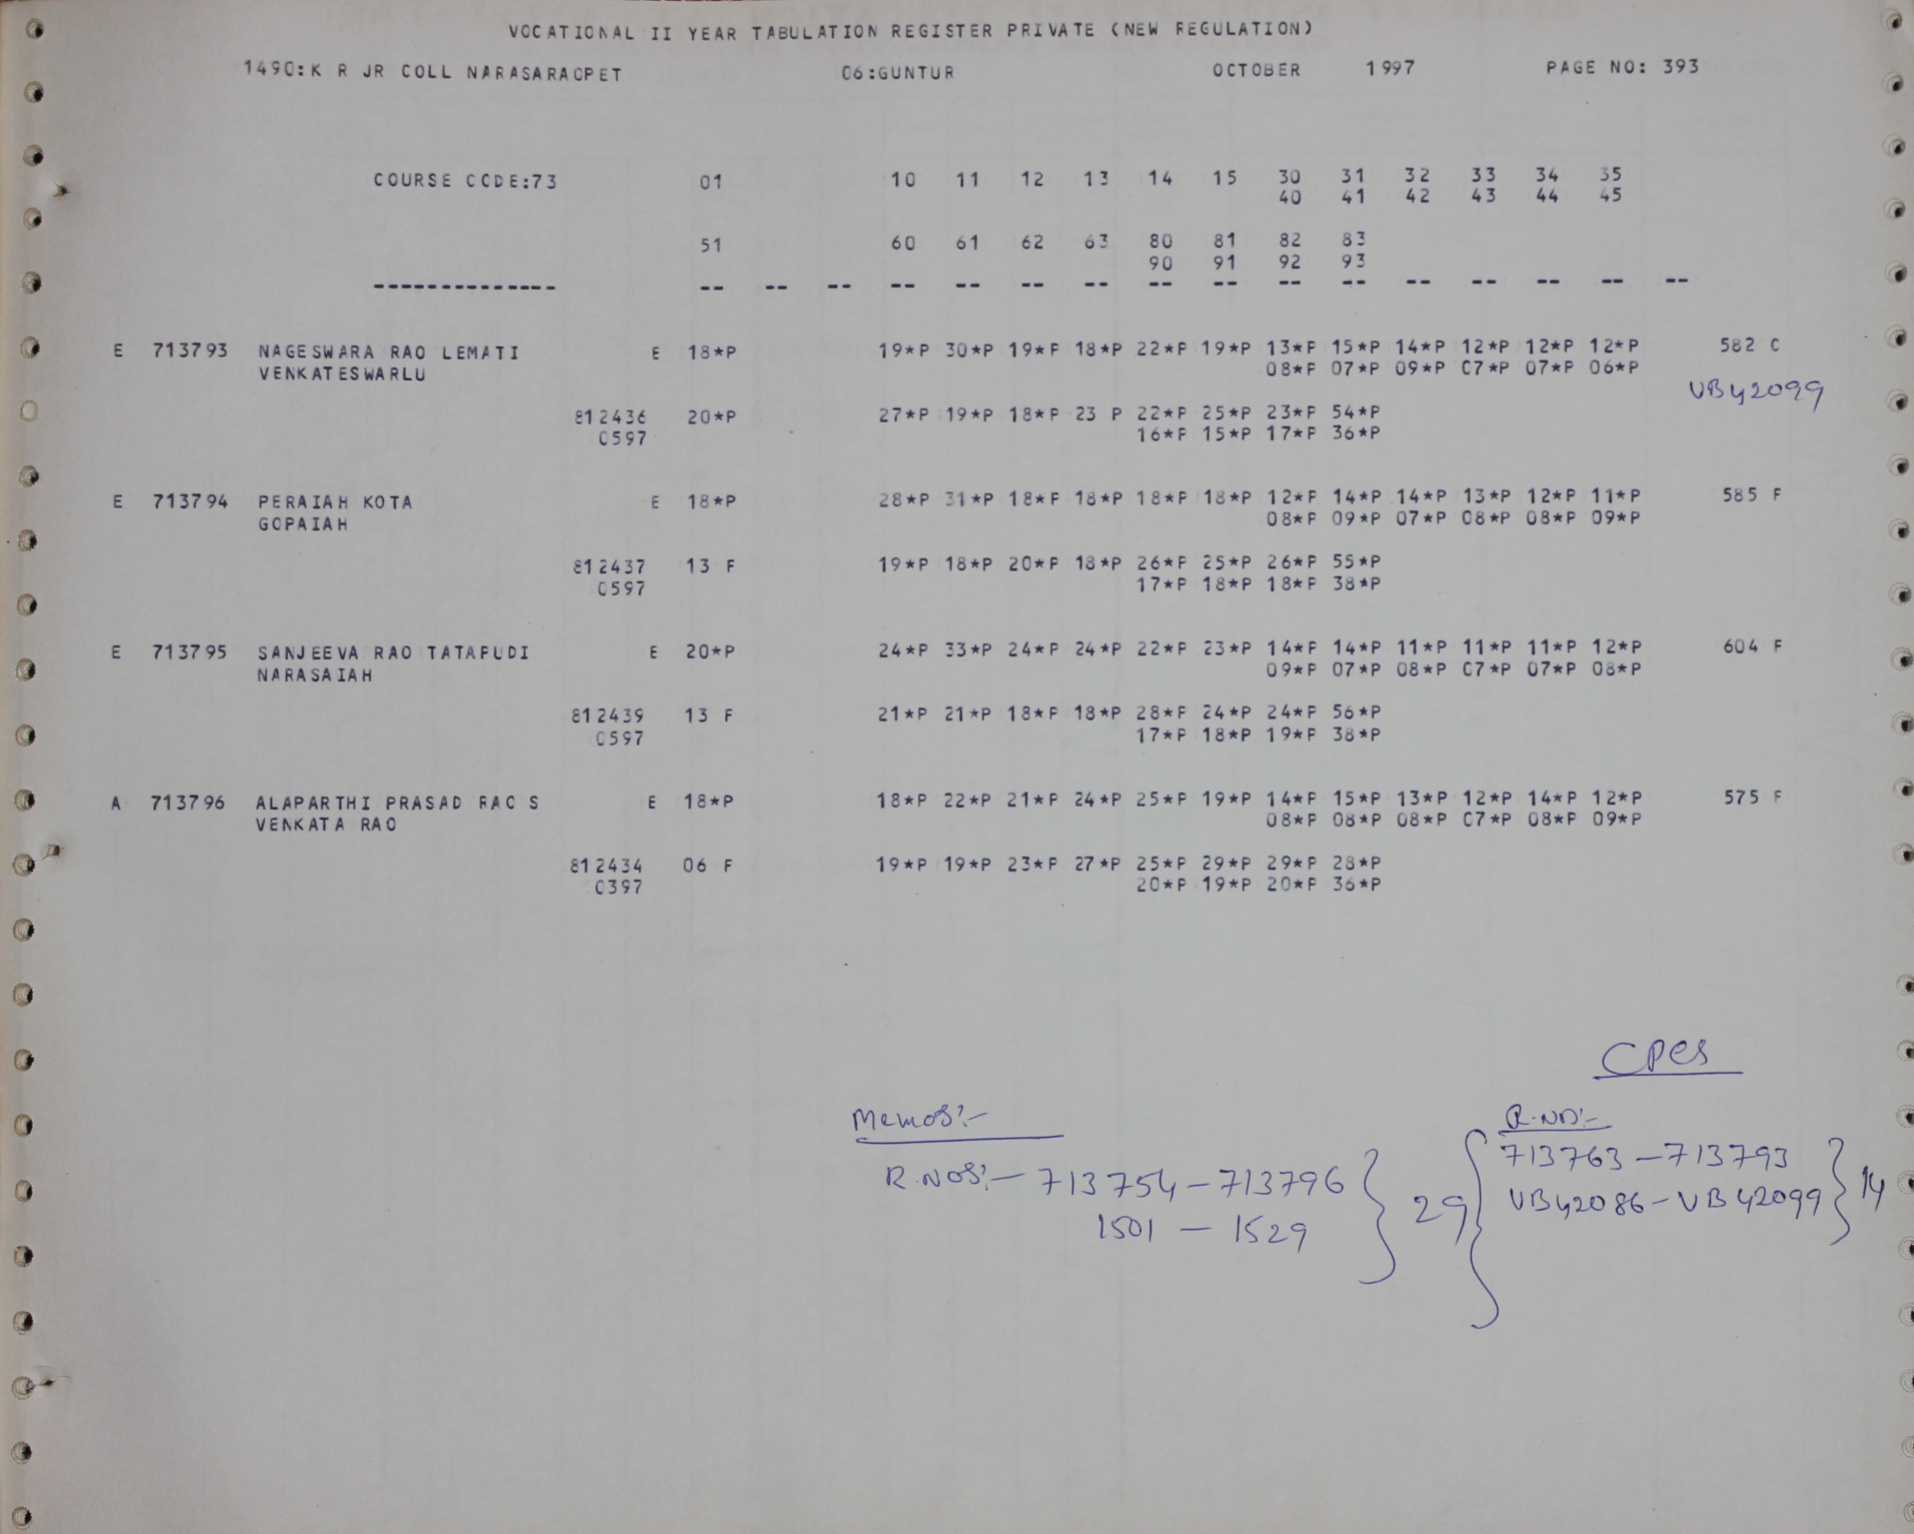 VOCATIONAL II YEAR TABULATION REGISTER PRIVATE (NEW REGULATION)
1490:K R JR COLL NARASARAOPET 06:GUNTUR OCTOBER 1997 PAGE NO: 393
COURSE CODE:73 01 10 11 12 13 14 15 30 31 32 33 34 35
40 41 42 43 44 45
51 60 61 62 63 80 81 82 83
90 91 92 93
-------------- -- -- -- -- -- -- -- -- -- -- -- -- -- -- -- --
E 713793 NAGESWARA RAO LEMATI E 18*P 19*P 30*P 19*P 18*P 22*P 19*P 13*P 15*P 14*P 12*P 12*P 12*P 582 C
VENKATESWARLU 08*P 07*P 09*P 07*P 07*P 06*P
VB42099
812436 20*P 27*P 19*P 18*P 23 P 22*P 25*P 23*P 54*P
0597 16*P 15*P 17*P 36*P
E 713794 PERAIAH KOTA E 18*P 28*P 31*P 18*P 18*P 18*P 18*P 12*P 14*P 14*P 13*P 12*P 11*P 585 F
GOPAIAH 08*P 09*P 07*P 08*P 08*P 09*P
812437 13 F 19*P 18*P 20*P 18*P 26*P 25*P 26*P 55*P
0597 17*P 18*P 18*P 38*P
E 713795 SANJEEVA RAO TATAPUDI E 20*P 24*P 33*P 24*P 24*P 22*P 23*P 14*P 14*P 11*P 11*P 11*P 12*P 604 F
NARASAIAH 09*P 07*P 08*P 07*P 07*P 08*P
812439 13 F 21*P 21*P 18*P 18*P 28*P 24*P 24*P 56*P
0597 17*P 18*P 19*P 38*P
A 713796 ALAPARTHI PRASAD RAO S E 18*P 18*P 22*P 21*P 24*P 25*P 19*P 14*P 15*P 13*P 12*P 14*P 12*P 575 F
VENKATA RAO 08*P 08*P 08*P 07*P 08*P 09*P
812434 06 F 19*P 19*P 23*P 27*P 25*P 29*P 29*P 28*P
0397 20*P 19*P 20*P 36*P
CPCs
Memos:-
R.NOS:- 713754-713796
1501 - 1529
29
R.NO:-
713763-713793
VB42086-VB42099
14